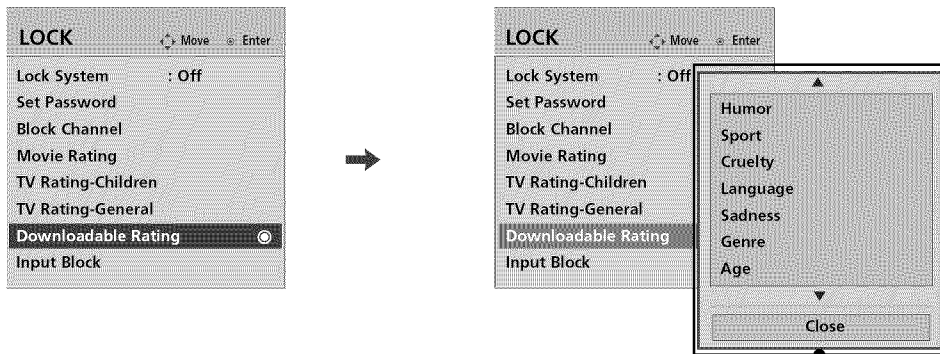 LOCK Move Enter
Lock System : Off
Set Password
Block Channel
Movie Rating
TV Rating-Children
TV Rating-General
Downloadable Rating
Input Block
LOCK Move Enter
Lock System : Off
Set Password
Block Channel
Movie Rating
TV Rating-Children
TV Rating-General
Downloadable Rating
Input Block
Humor
Sport
Cruelty
Language
Sadness
Genre
Age
Close